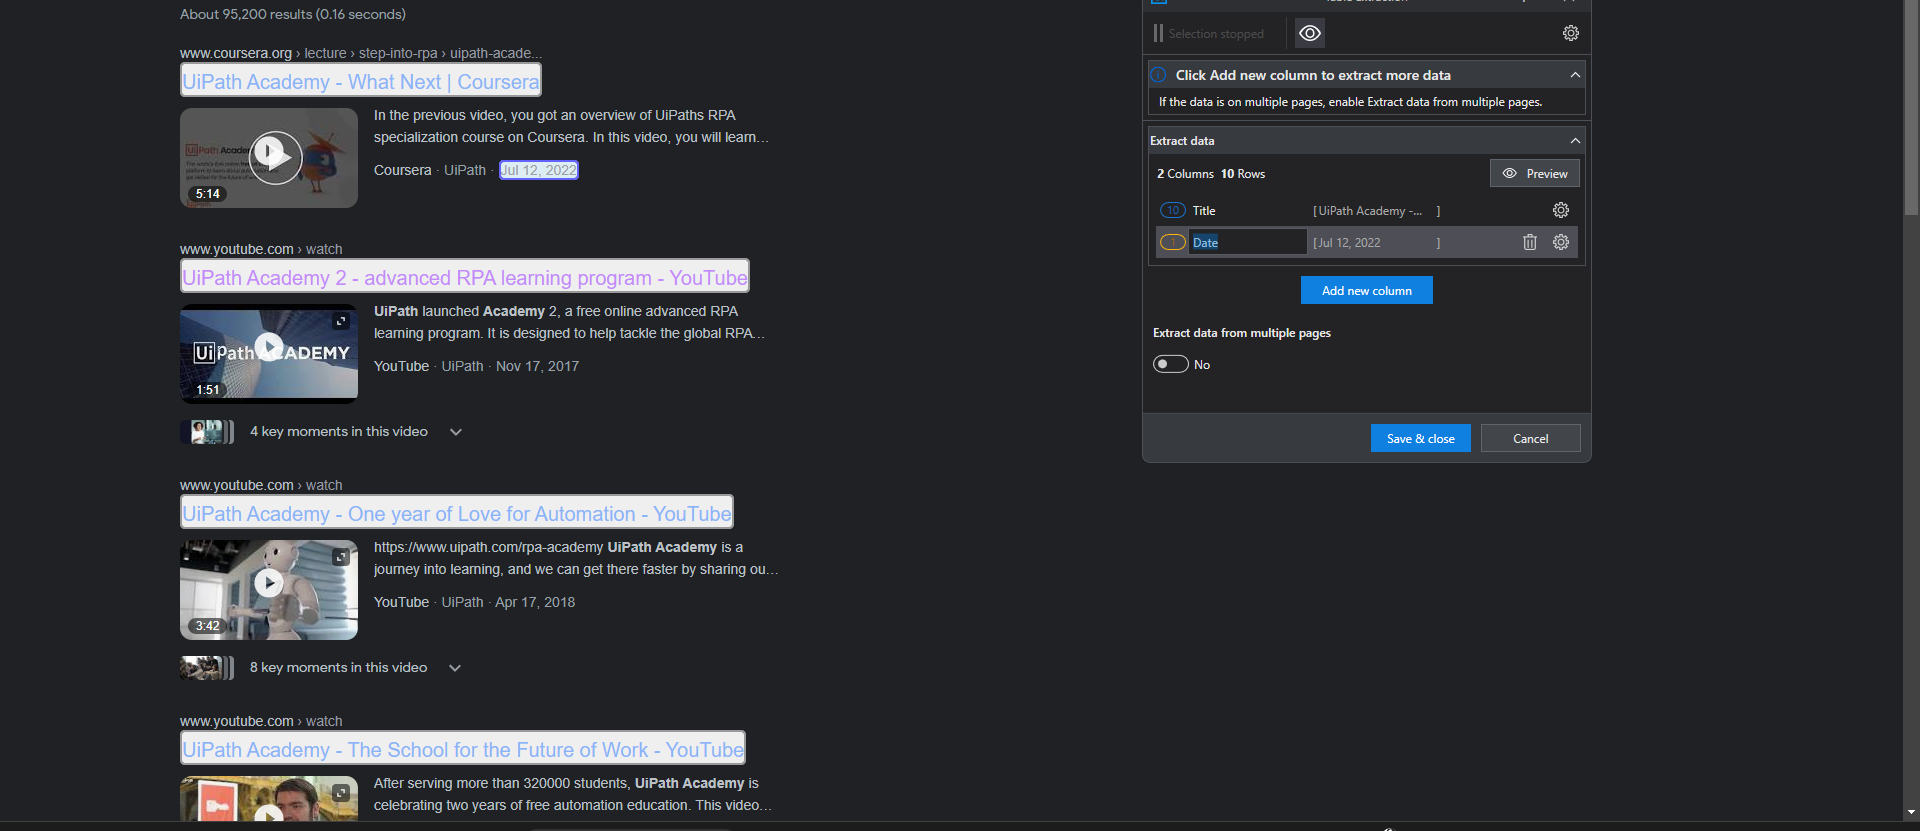 About 95,200 results (0.16 seconds)
www.coursera.org › lecture › step-into-rpa › uipath-acade...
UiPath Academy - What Next | Coursera
In the previous video, you got an overview of UiPaths RPA
specialization course on Coursera. In this video, you will learn...
Coursera · UiPath · Jul 12, 2022
5:14
www.youtube.com › watch
UiPath Academy 2 - advanced RPA learning program - YouTube
UiPath launched Academy 2, a free online advanced RPA
learning program. It is designed to help tackle the global RPA...
YouTube · UiPath · Nov 17, 2017
UiPath ACADEMY
1:51
4 key moments in this video
www.youtube.com › watch
UiPath Academy - One year of Love for Automation - YouTube
https://www.uipath.com/rpa-academy UiPath Academy is a
journey into learning, and we can get there faster by sharing ou...
YouTube · UiPath · Apr 17, 2018
3:42
8 key moments in this video
www.youtube.com › watch
UiPath Academy - The School for the Future of Work - YouTube
After serving more than 320000 students, UiPath Academy is
celebrating two years of free automation education. This video...
Selection stopped
Click Add new column to extract more data
If the data is on multiple pages, enable Extract data from multiple pages.
Extract data
2 Columns 10 Rows
Preview
10 Title [ UiPath Academy -... ]
1 Date [ Jul 12, 2022 ]
Add new column
Extract data from multiple pages
No
Save & close
Cancel